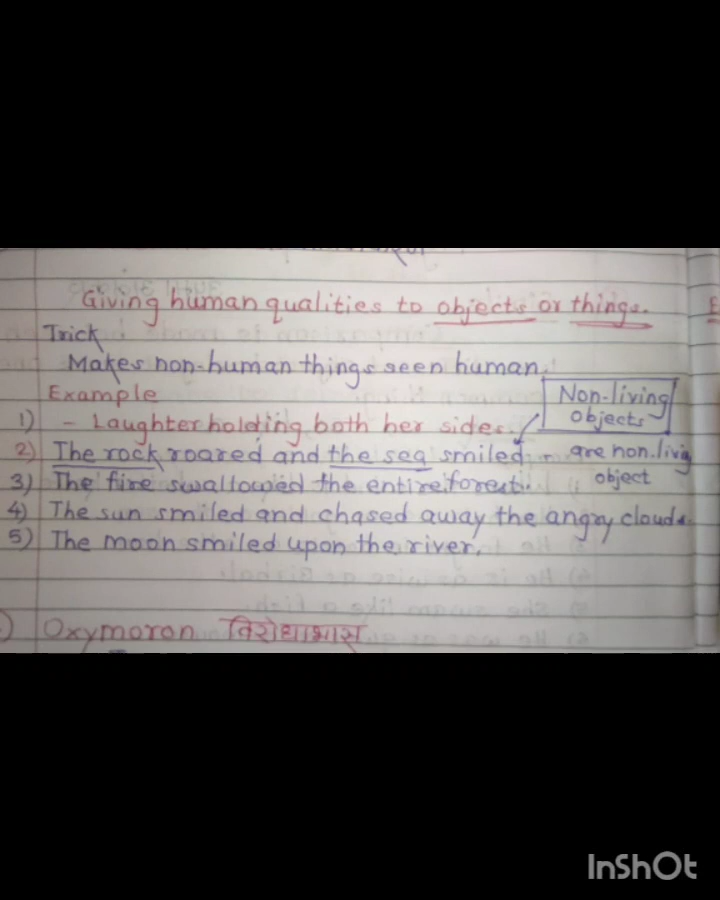 Giving human qualities to objects or things.
Trick
Makes non-human things seen human.
Example
Non-living
objects
1) - Laughter holding both her sides.
2) The rock roared and the sea smiled - are non-livig
object
3) The fire swallowed the entire forest.
4) The sun smiled and chased away the angry clouds.
5) The moon smiled upon the river.
Oxymoron विरोधाभास
InShOt